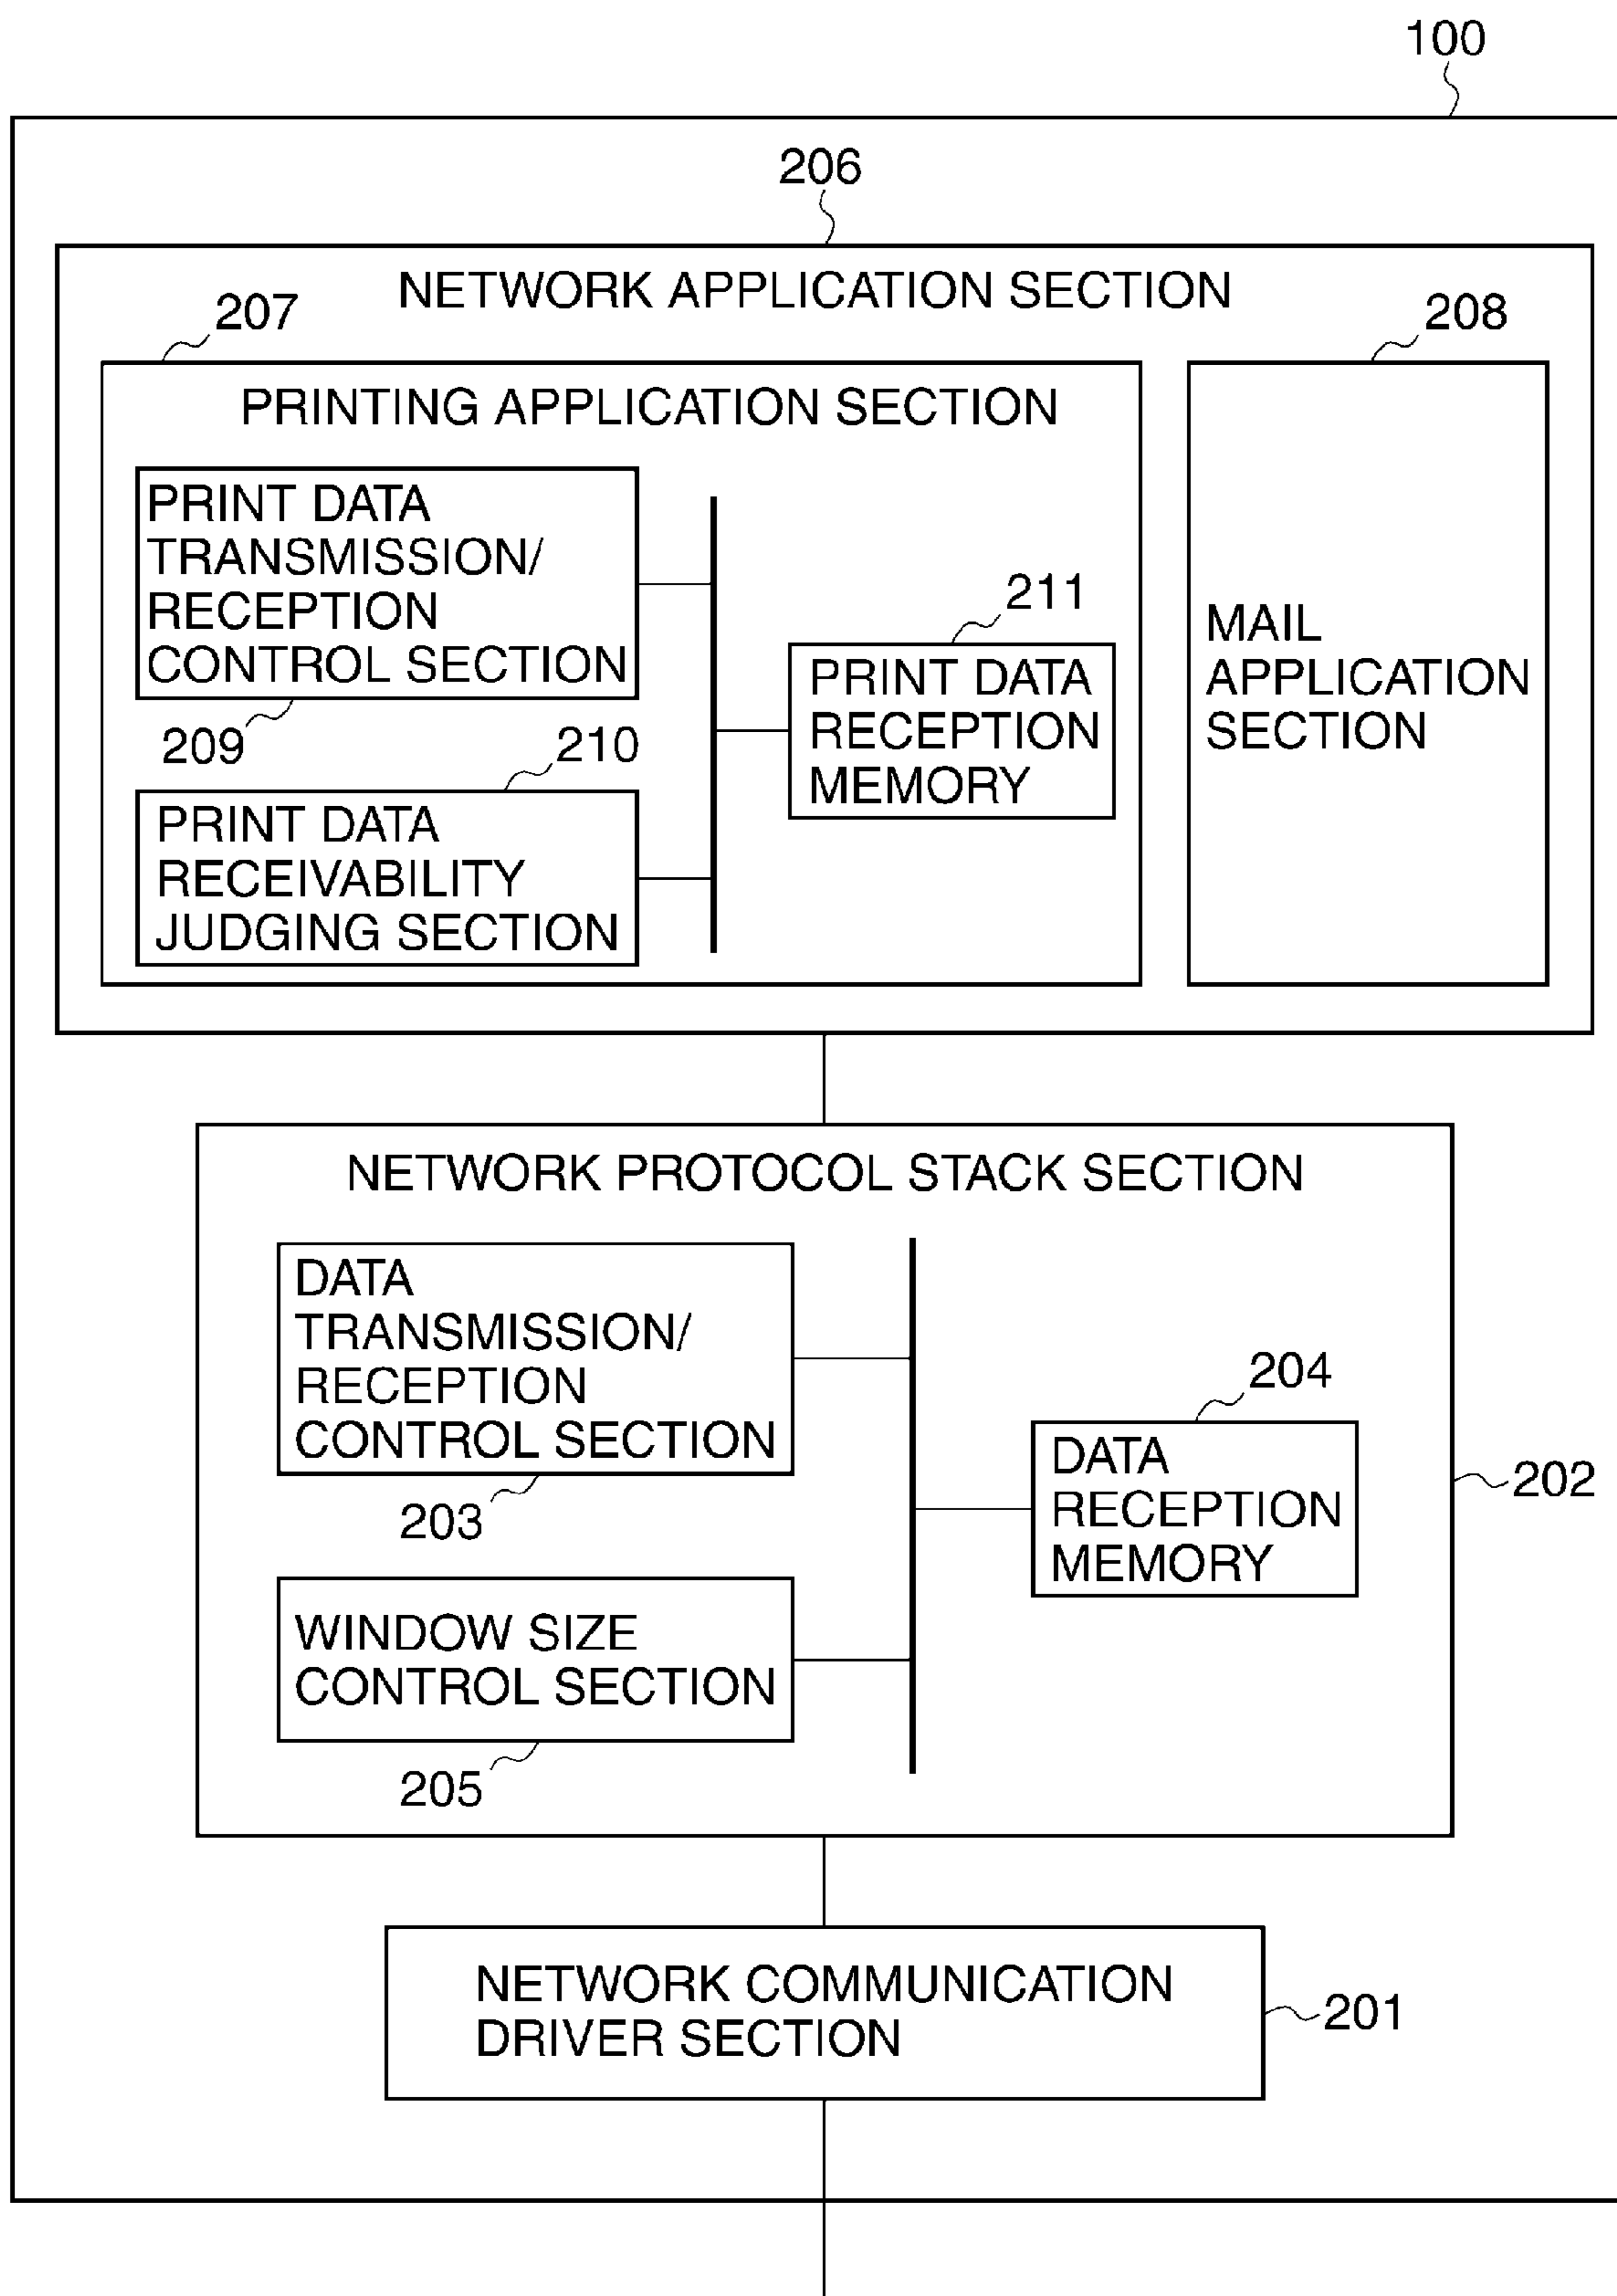 100
206
NETWORK APPLICATION SECTION
207
208
PRINTING APPLICATION SECTION
PRINT DATA
TRANSMISSION/
RECEPTION
CONTROL SECTION
209
210
PRINT DATA
RECEIVABILITY
JUDGING SECTION
211
PRINT DATA
RECEPTION
MEMORY
MAIL
APPLICATION
SECTION
NETWORK PROTOCOL STACK SECTION
DATA
TRANSMISSION/
RECEPTION
CONTROL SECTION
203
204
DATA
RECEPTION
MEMORY
202
WINDOW SIZE
CONTROL SECTION
205
NETWORK COMMUNICATION
DRIVER SECTION
201